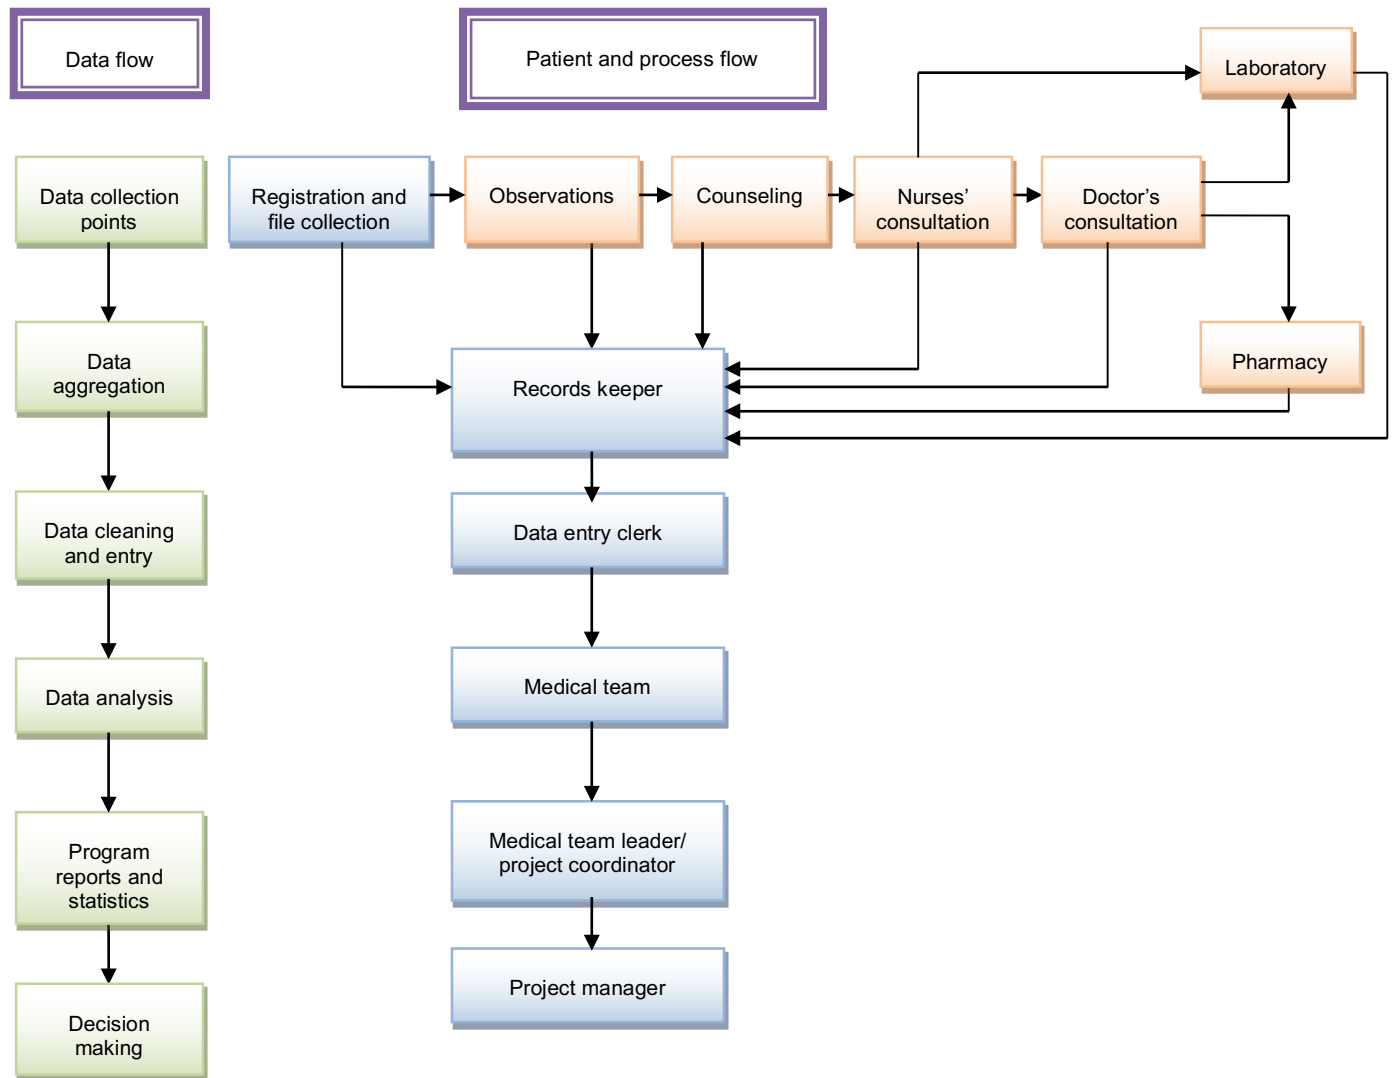 Data flow
Patient and process flow
Laboratory
Data collection
points
Registration and
file collection
Observations
Counseling
Nurses’
consultation
Doctor’s
consultation
Data
aggregation
Records keeper
Pharmacy
Data cleaning
and entry
Data entry clerk
Data analysis
Medical team
Program
reports and
statistics
Medical team leader/
project coordinator
Decision
making
Project manager